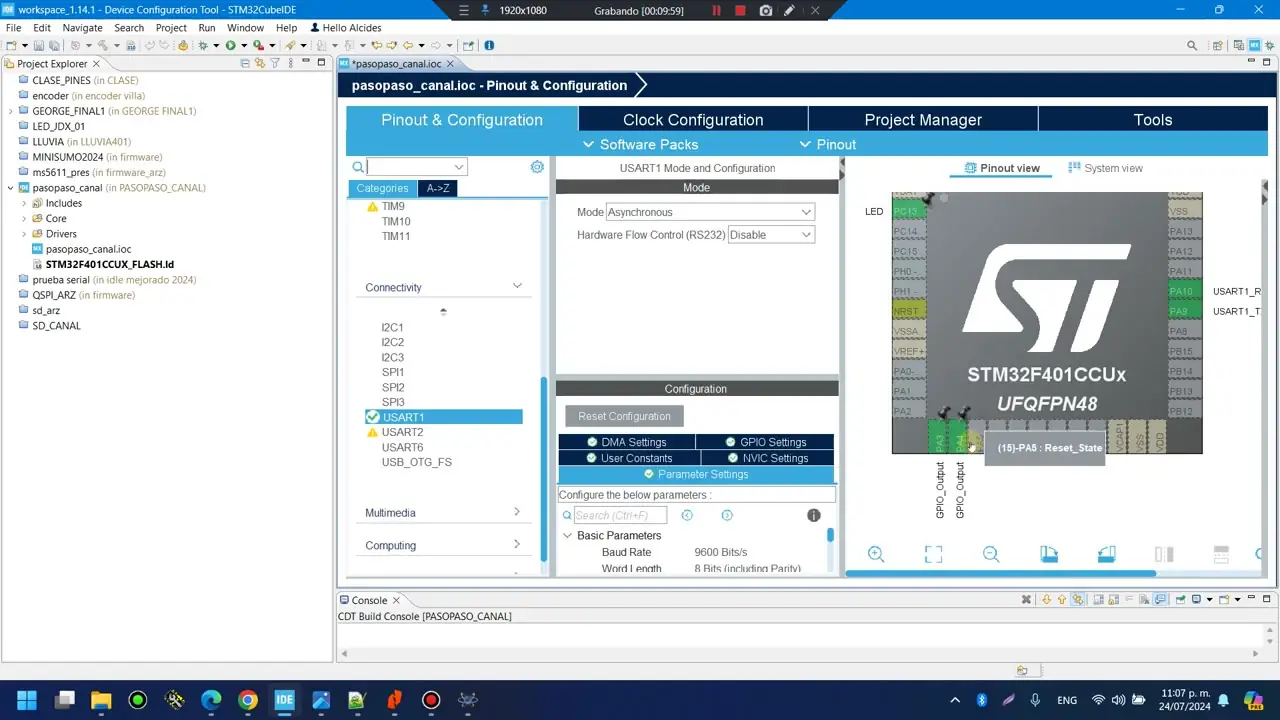 workspace_1.14.1 - Device Configuration Tool - STM32CubeIDE
1920x1080
Grabando (00:09:59)
File Edit Navigate Search Project Run Window Help Hello Alcides
Project Explorer
*pasopaso_canal.ioc
CLASE_PINES (in CLASE)
encoder (in encoder villa)
GEORGE_FINAL1 (in GEORGE FINAL1)
LED_JDX_01
LLUVIA (in LLUVIA401)
MINISUMO2024 (in firmware)
ms5611_pres (in firmware_arz)
pasopaso_canal (in PASOPASO_CANAL)
Includes
Core
Drivers
pasopaso_canal.ioc
STM32F401CCUX_FLASH.ld
prueba serial (in idle mejorado 2024)
QSPI_ARZ (in firmware)
sd_arz
SD_CANAL
pasopaso_canal.ioc - Pinout & Configuration
Pinout & Configuration
Clock Configuration
Project Manager
Tools
Software Packs
Pinout
Categories
A->Z
TIM9
TIM10
TIM11
Connectivity
I2C1
I2C2
I2C3
SPI1
SPI2
SPI3
USART1
USART2
USART6
USB_OTG_FS
Multimedia
Computing
USART1 Mode and Configuration
Mode
Mode Asynchronous
Hardware Flow Control (RS232) Disable
Configuration
Reset Configuration
DMA Settings
GPIO Settings
User Constants
NVIC Settings
Parameter Settings
Configure the below parameters :
Search (Ctrl+F)
Basic Parameters
Baud Rate 9600 Bits/s
Word Length 8 Bits (including Parity)
Pinout view
System view
LED
PC13
PC14
PC15
PH0-
PH1-
NRST
VSSA
VREF+
PA0-
PA1
PA2
VSS
PA13
PA12
PA11
PA10
PA9
PA8
PB15
PB14
PB13
PB12
USART1_R
USART1_T
STM32F401CCUx
UFQFPN48
PA3
PA4
(15)-PA5 : Reset_State
VSS
VDD
GPIO_Output
GPIO_Output
Console
CDT Build Console [PASOPASO_CANAL]
IDE
ENG
11:07 p. m.
24/07/2024